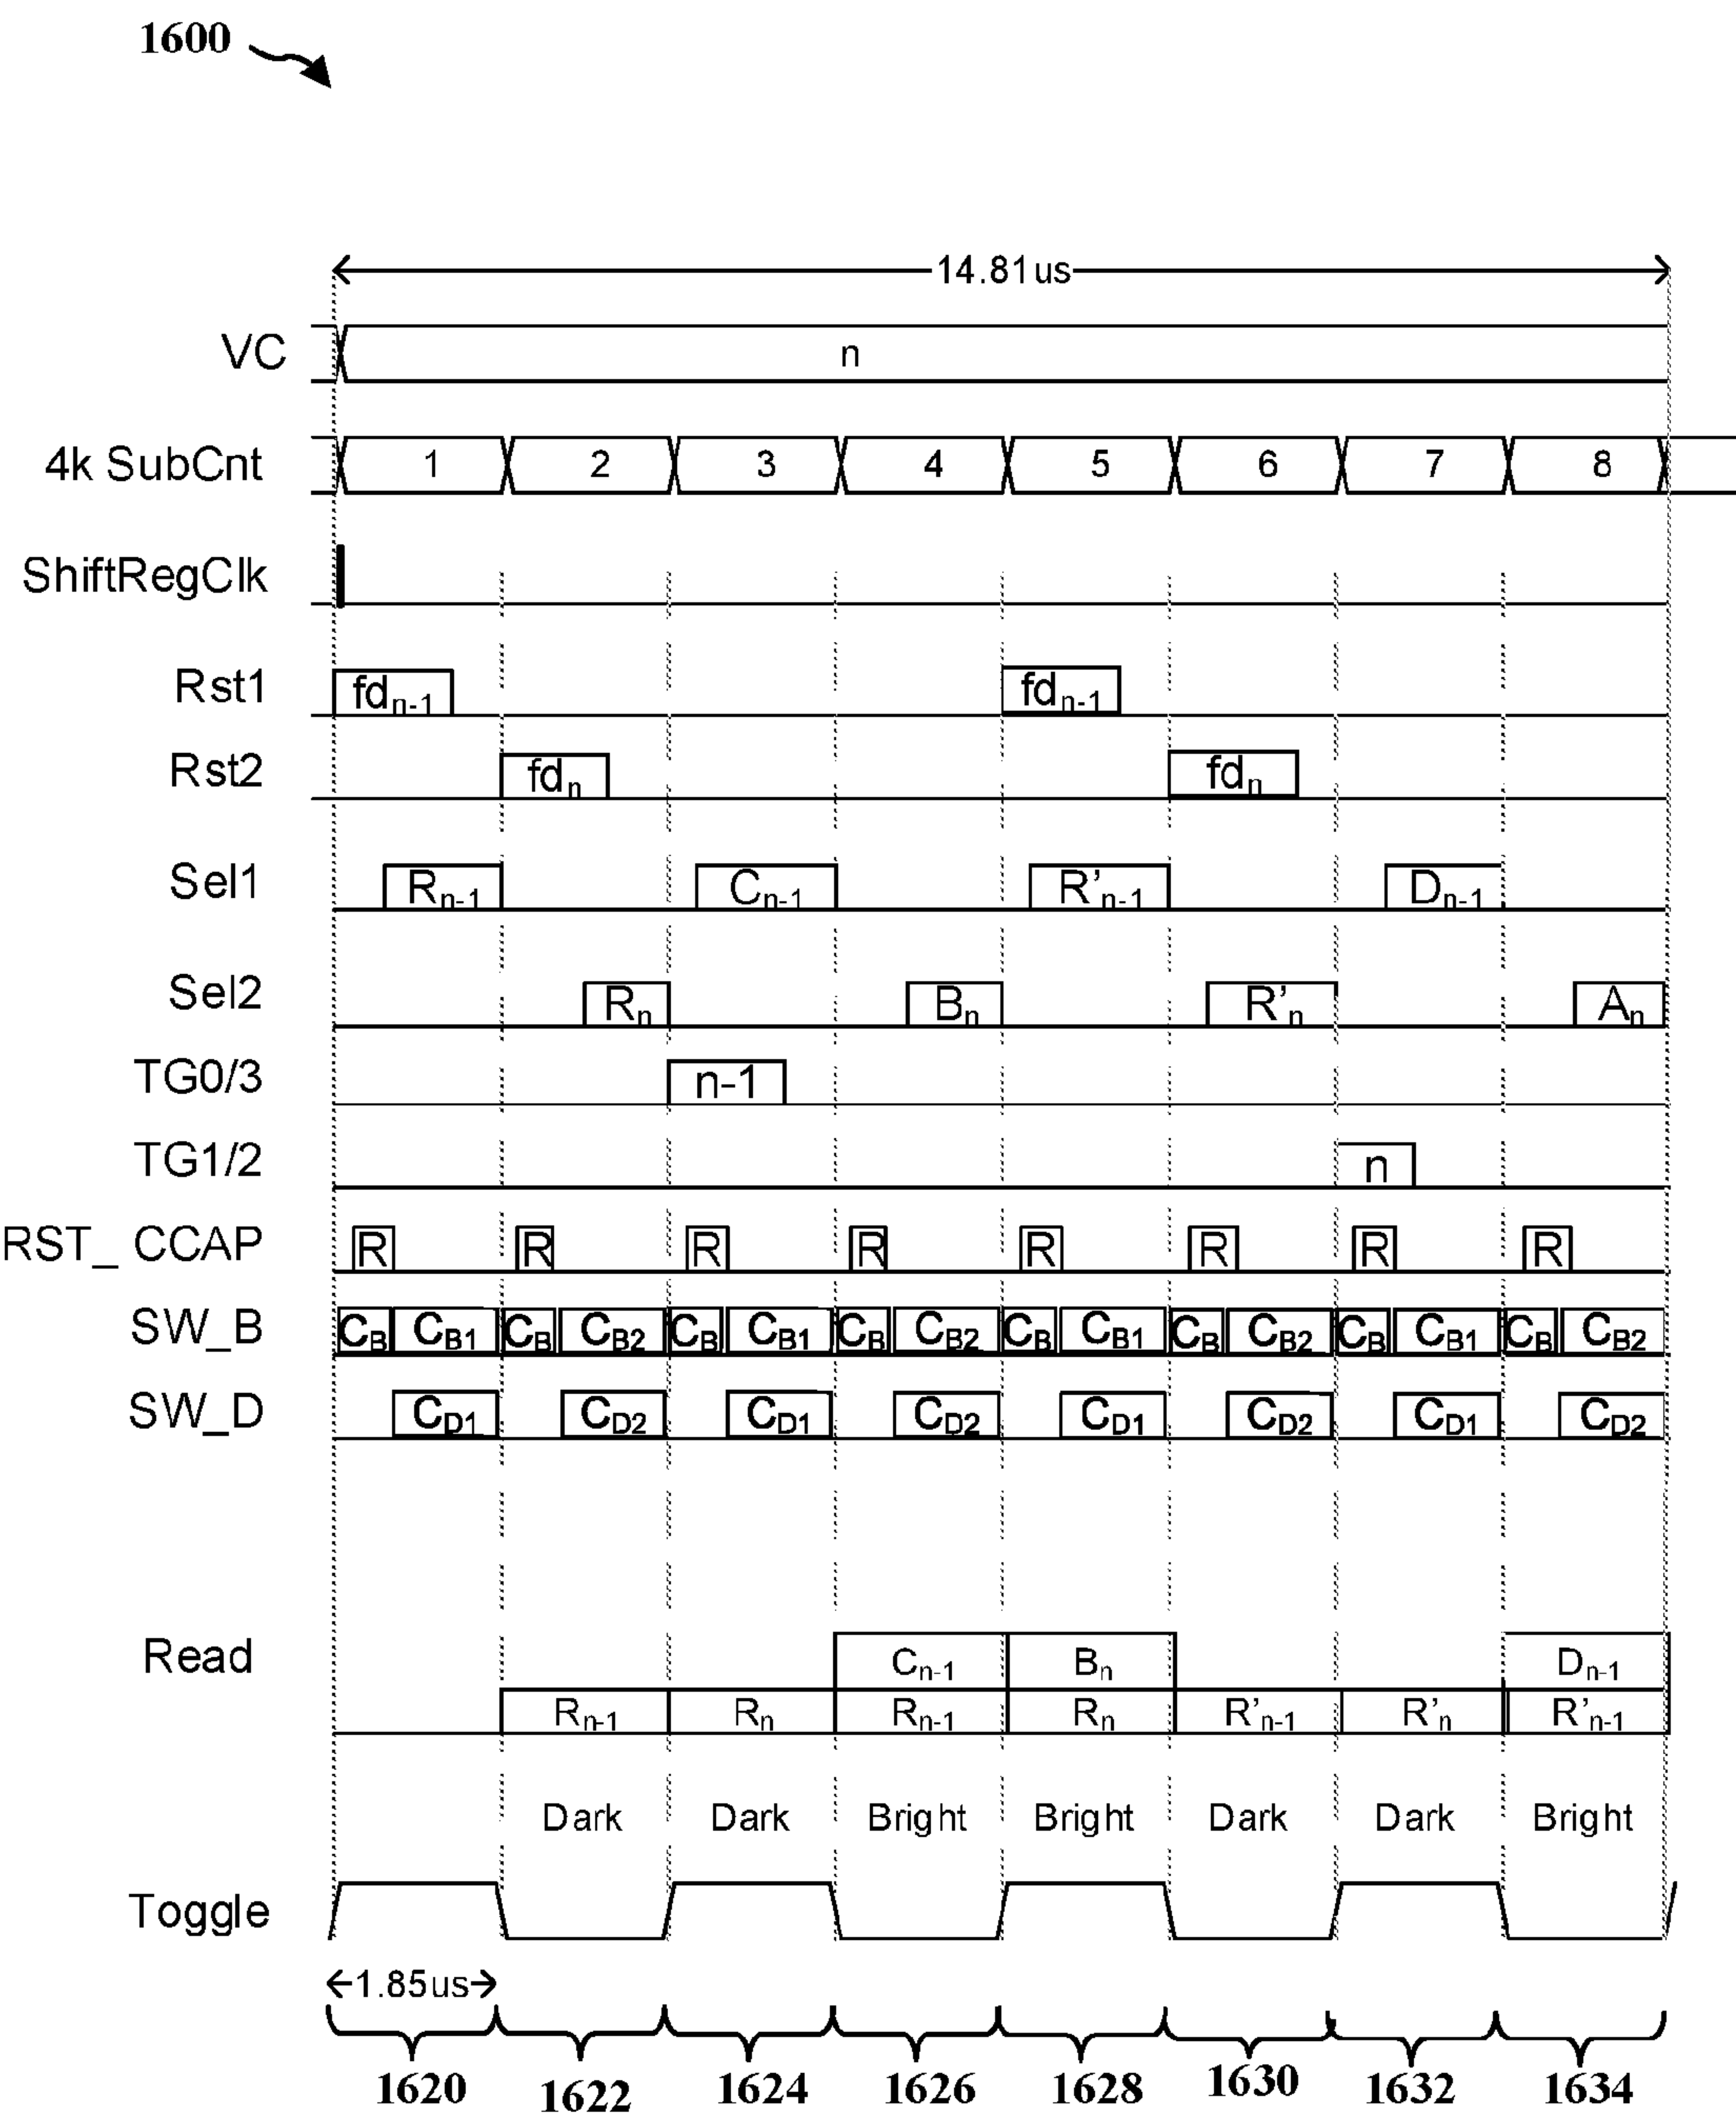 1600
14.81us
VC n
4k SubCnt 1 2 3 4 5 6 7 8
ShiftRegClk
Rst1 fdn-1 fdn-1
Rst2 fdn fdn
Sel1 Rn-1 Cn-1 R’n-1 Dn-1
Sel2 Rn Bn R’n An
TG0/3 n-1
TG1/2 n
RST_ CCAP R R R R R R R R
SW_B CB CB1 CB CB2 CB CB1 CB CB2 CB CB1 CB CB2 CB CB1 CB CB2
SW_D CD1 CD2 CD1 CD2 CD1 CD2 CD1 CD2
Read Cn-1 Bn Dn-1
Rn-1 Rn Rn-1 Rn R’n-1 R’n R’n-1
Dark Dark Bright Bright Dark Dark Bright
Toggle
1.85us
1620 1622 1624 1626 1628 1630 1632 1634